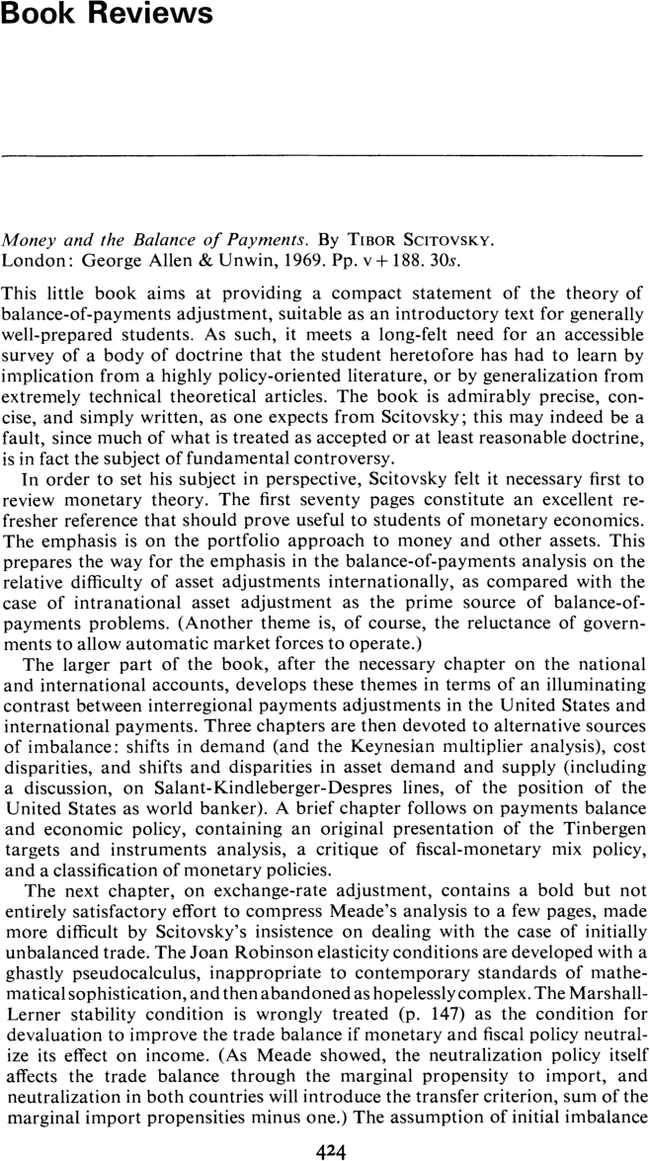 Book Reviews
Money and the Balance of Payments. By TIBOR SCITOVSKY.
London: George Allen & Unwin, 1969. Pp. v + 188. 30s.
This little book aims at providing a compact statement of the theory of
balance-of-payments adjustment, suitable as an introductory text for generally
well-prepared students. As such, it meets a long-felt need for an accessible
survey of a body of doctrine that the student heretofore has had to learn by
implication from a highly policy-oriented literature, or by generalization from
extremely technical theoretical articles. The book is admirably precise, con-
cise, and simply written, as one expects from Scitovsky; this may indeed be a
fault, since much of what is treated as accepted or at least reasonable doctrine,
is in fact the subject of fundamental controversy.
In order to set his subject in perspective, Scitovsky felt it necessary first to
review monetary theory. The first seventy pages constitute an excellent re-
fresher reference that should prove useful to students of monetary economics.
The emphasis is on the portfolio approach to money and other assets. This
prepares the way for the emphasis in the balance-of-payments analysis on the
relative difficulty of asset adjustments internationally, as compared with the
case of intranational asset adjustment as the prime source of balance-of-
payments problems. (Another theme is, of course, the reluctance of govern-
ments to allow automatic market forces to operate.)
The larger part of the book, after the necessary chapter on the national
and international accounts, develops these themes in terms of an illuminating
contrast between interregional payments adjustments in the United States and
international payments. Three chapters are then devoted to alternative sources
of imbalance: shifts in demand (and the Keynesian multiplier analysis), cost
disparities, and shifts and disparities in asset demand and supply (including
a discussion, on Salant-Kindleberger-Despres lines, of the position of the
United States as world banker). A brief chapter follows on payments balance
and economic policy, containing an original presentation of the Tinbergen
targets and instruments analysis, a critique of fiscal-monetary mix policy,
and a classification of monetary policies.
The next chapter, on exchange-rate adjustment, contains a bold but not
entirely satisfactory effort to compress Meade's analysis to a few pages, made
more difficult by Scitovsky's insistence on dealing with the case of initially
unbalanced trade. The Joan Robinson elasticity conditions are developed with a
ghastly pseudocalculus, inappropriate to contemporary standards of mathe-
matical sophistication, and then abandoned as hopelessly complex. The Marshall-
Lerner stability condition is wrongly treated (p. 147) as the condition for
devaluation to improve the trade balance if monetary and fiscal policy neutral-
ize its effect on income. (As Meade showed, the neutralization policy itself
affects the trade balance through the marginal propensity to import, and
neutralization in both countries will introduce the transfer criterion, sum of the
marginal import propensities minus one.) The assumption of initial imbalance
424